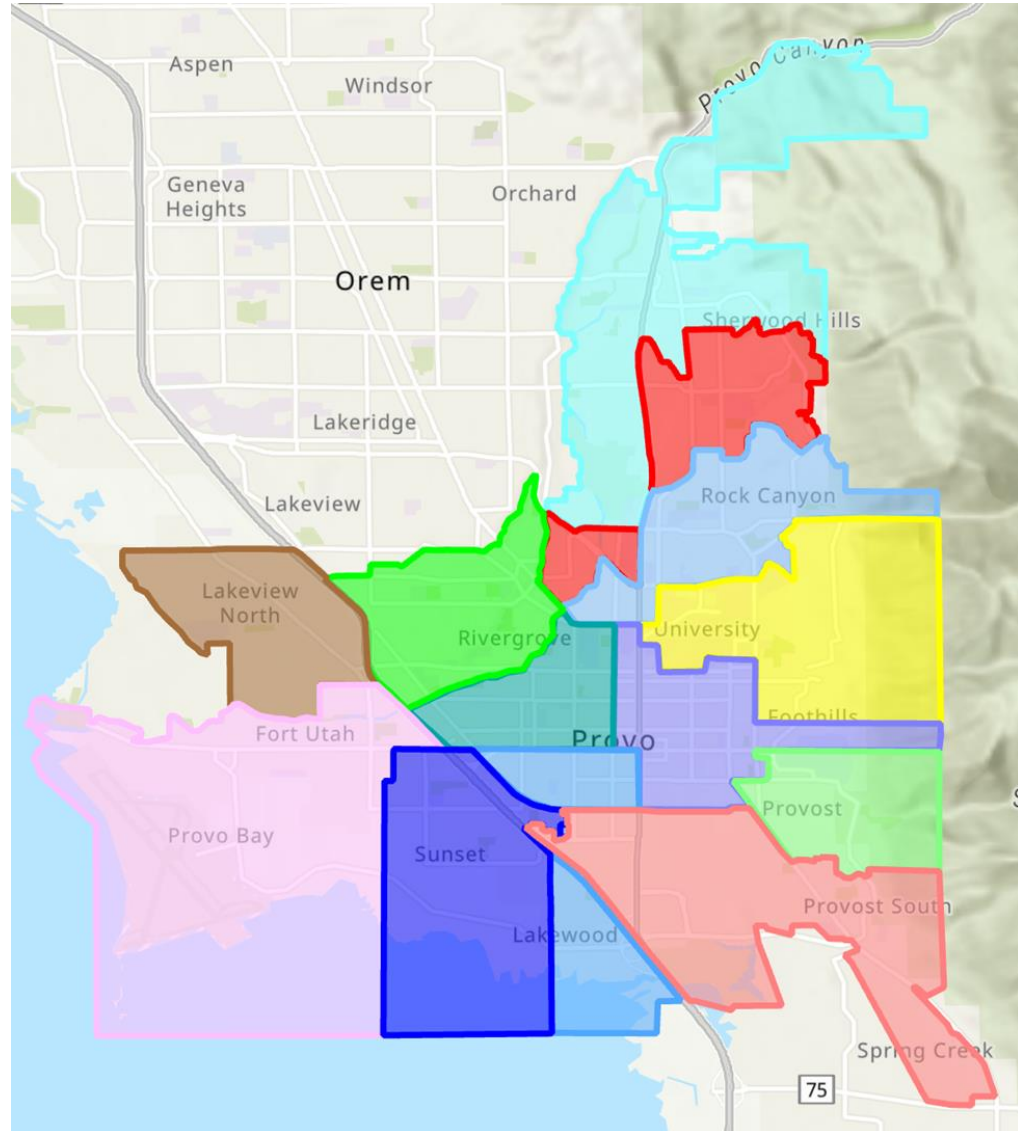 Provo Canyon
Aspen
Windsor
Geneva
Heights
Orchard
Orem
Sherwood Hills
Lakeridge
Lakeview
Rock Canyon
Lakeview
North
Rivergrove
University
Foothills
Fort Utah
Provo
Provost
Provo Bay
Sunset
Provost South
Lakewood
Spring Creek
75